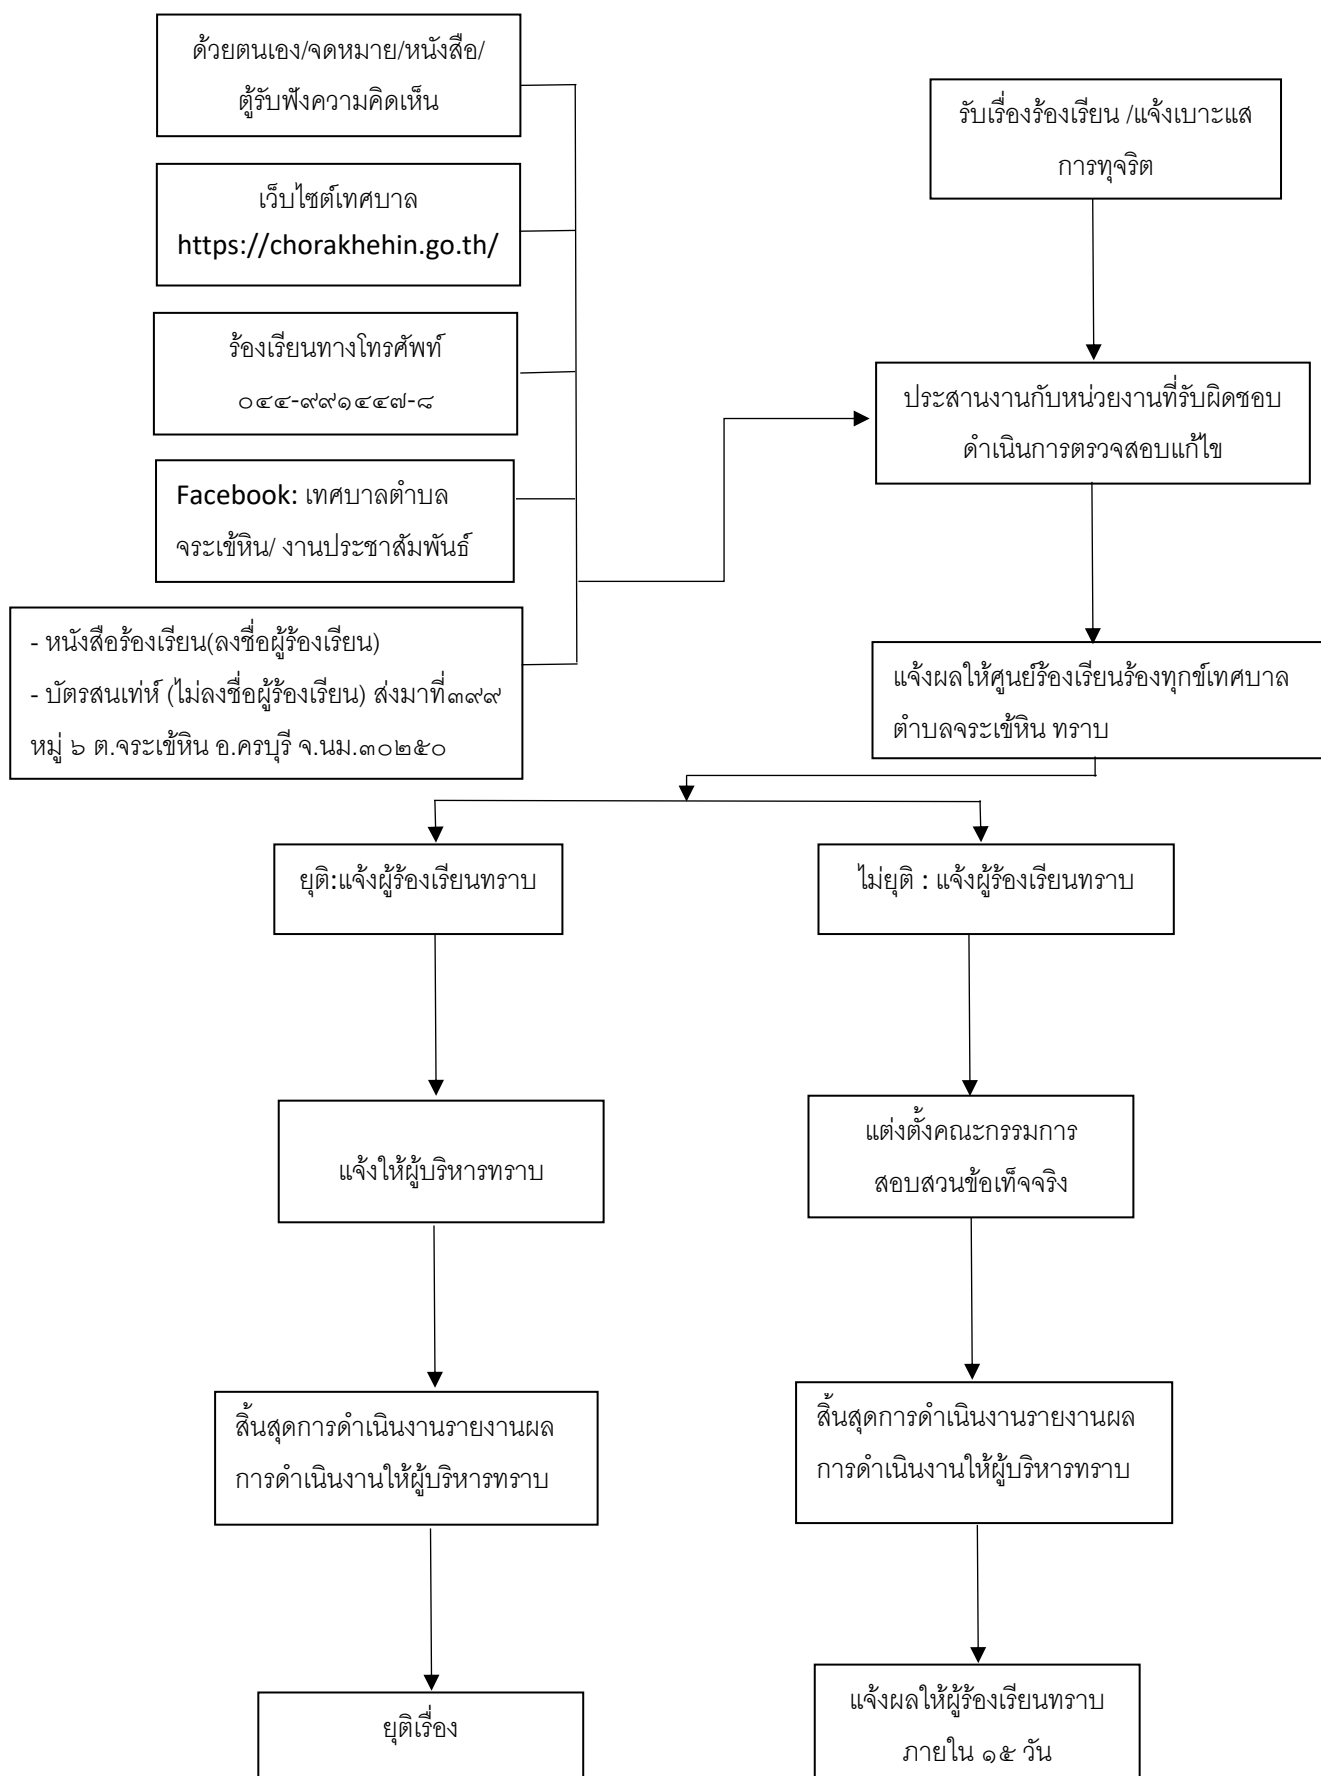 ด้วยตนเอง/จดหมาย/หนังสือ/
ตู้รับฟังความคิดเห็น
รับเรื่องร้องเรียน /แจ้งเบาะแส
การทุจริต
เว็บไซต์เทศบาล
https://chorakhehin.go.th/
ร้องเรียนทางโทรศัพท์
๐๔๔-๙๙๑๔๔๗-๘
ประสานงานกับหน่วยงานที่รับผิดชอบ
ดำเนินการตรวจสอบแก้ไข
Facebook: เทศบาลตำบล
จระเข้หิน/ งานประชาสัมพันธ์
- หนังสือร้องเรียน(ลงชื่อผู้ร้องเรียน)
- บัตรสนเท่ห์ (ไม่ลงชื่อผู้ร้องเรียน) ส่งมาที่๓๙๙
หมู่ ๖ ต.จระเข้หิน อ.ครบุรี จ.นม.๓๐๒๕๐
แจ้งผลให้ศูนย์ร้องเรียนร้องทุกข์เทศบาล
ตำบลจระเข้หิน ทราบ
ยุติ:แจ้งผู้ร้องเรียนทราบ
ไม่ยุติ : แจ้งผู้ร้องเรียนทราบ
แจ้งให้ผู้บริหารทราบ
แต่งตั้งคณะกรรมการ
สอบสวนข้อเท็จจริง
สิ้นสุดการดำเนินงานรายงานผล
การดำเนินงานให้ผู้บริหารทราบ
สิ้นสุดการดำเนินงานรายงานผล
การดำเนินงานให้ผู้บริหารทราบ
ยุติเรื่อง
แจ้งผลให้ผู้ร้องเรียนทราบ
ภายใน ๑๕ วัน